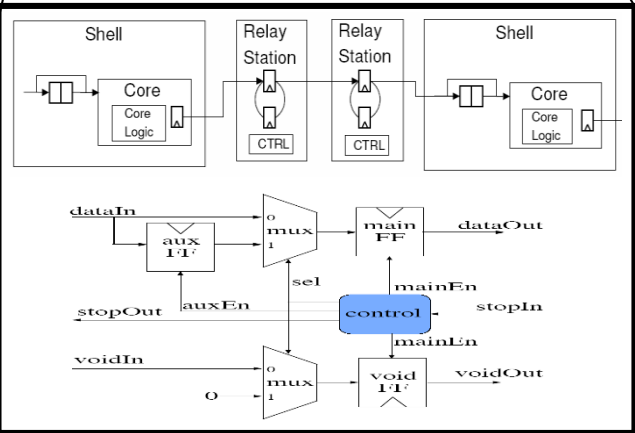 Shell
Relay
Station
Relay
Station
Shell
Core
Core
Logic
CTRL
CTRL
Core
Core
Logic
dataIn
0
mux
1
main
FF
dataOut
aux
FF
sel
mainEn
stopOut
auxEn
control
stopIn
mainEn
voidIn
0
mux
1
0
void
FF
voidOut